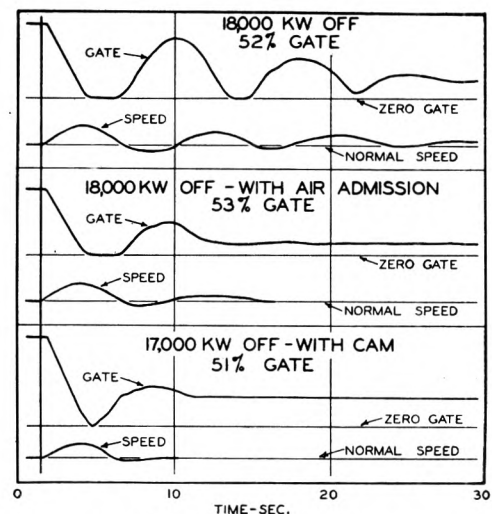 18,000 KW OFF
52% GATE
GATE
ZERO GATE
SPEED
NORMAL SPEED
18,000 KW OFF - WITH AIR ADMISSION
53% GATE
GATE
ZERO GATE
SPEED
NORMAL SPEED
17,000 KW OFF - WITH CAM
51% GATE
GATE
ZERO GATE
SPEED
NORMAL SPEED
0 10 20 30
TIME-SEC.